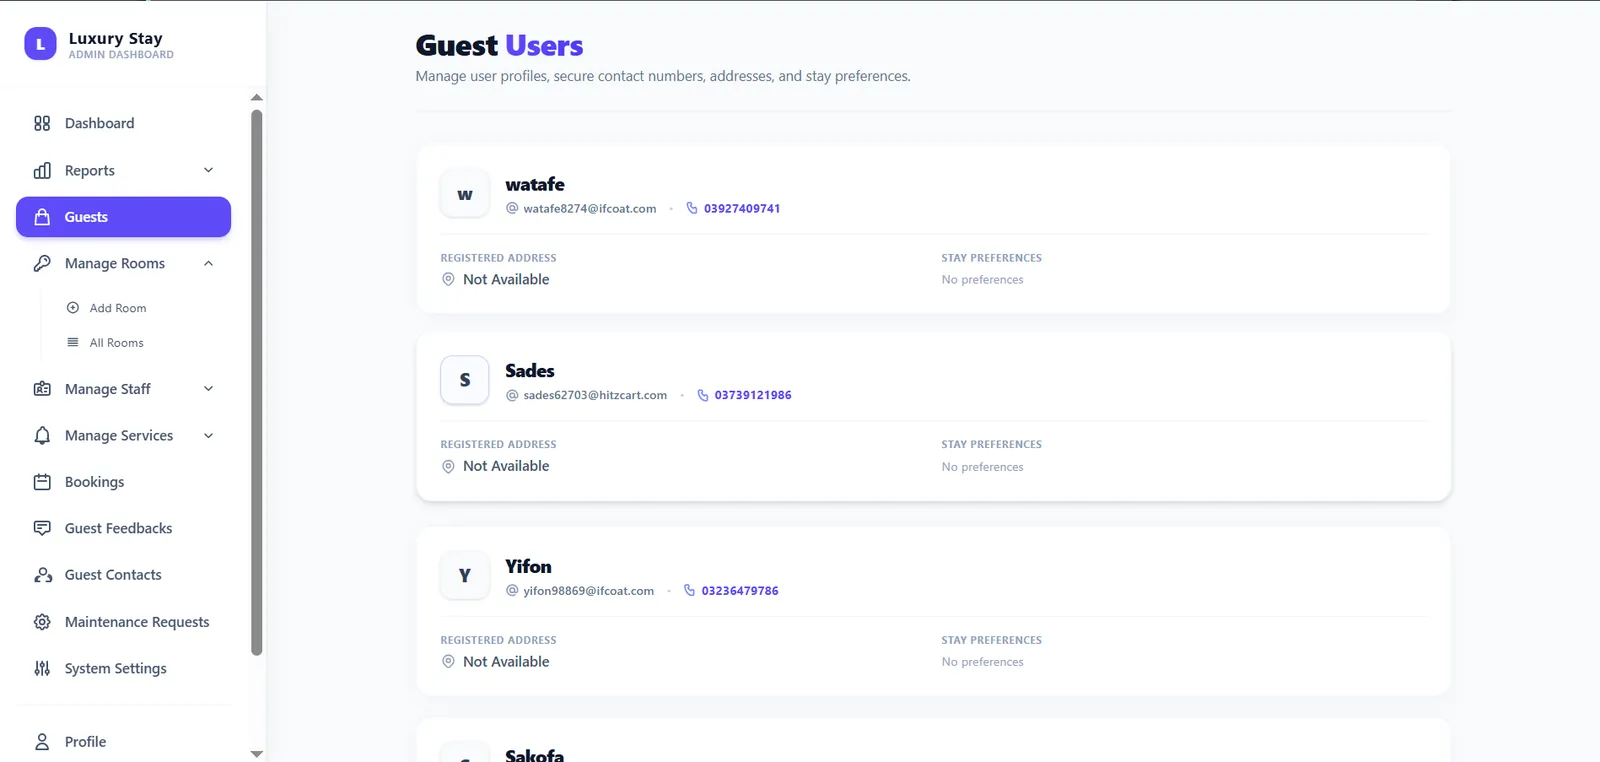 L
Luxury Stay
ADMIN DASHBOARD
Dashboard
Reports
Guests
Manage Rooms
Add Room
All Rooms
Manage Staff
Manage Services
Bookings
Guest Feedbacks
Guest Contacts
Maintenance Requests
System Settings
Profile
Guest Users
Manage user profiles, secure contact numbers, addresses, and stay preferences.
w
watafe
@ watafe8274@ifcoat.com • 03927409741
REGISTERED ADDRESS
Not Available
STAY PREFERENCES
No preferences
S
Sades
@ sades62703@hitzcart.com • 03739121986
REGISTERED ADDRESS
Not Available
STAY PREFERENCES
No preferences
Y
Yifon
@ yifon98869@ifcoat.com • 03236479786
REGISTERED ADDRESS
Not Available
STAY PREFERENCES
No preferences
Sakofa